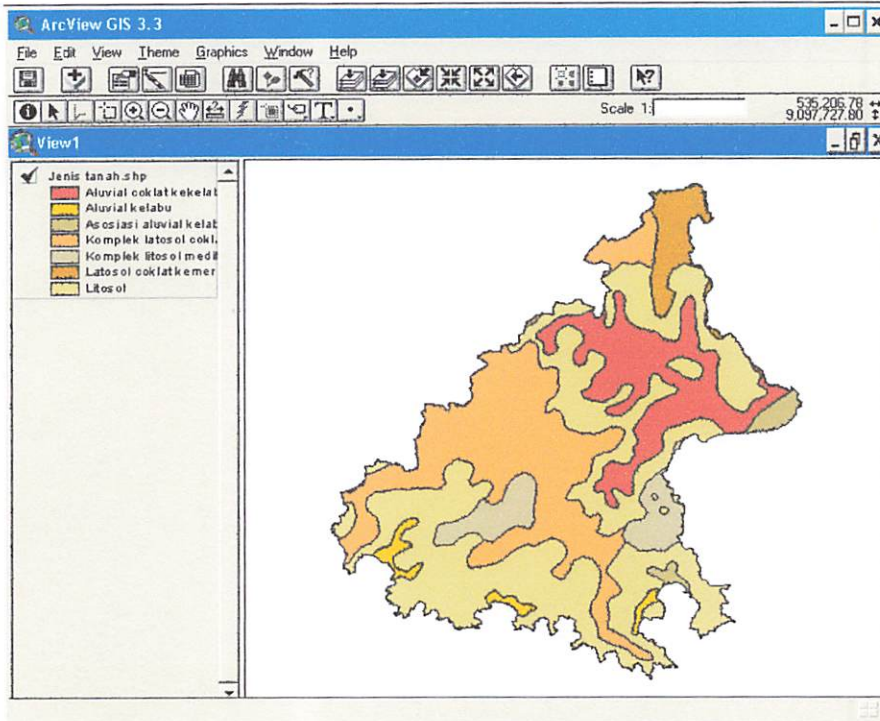 ArcView GIS 3.3
File Edit View Theme Graphics Window Help
Scale 1:
535,206.78
9,097,727.80
View1
Jenis tanah.shp
Aluvial coklat kekelat
Aluvial kelabu
Asosiasi aluvial kelat
Komplek latosol cokl.
Komplek litosol medit
Latosol coklat kemer
Litosol